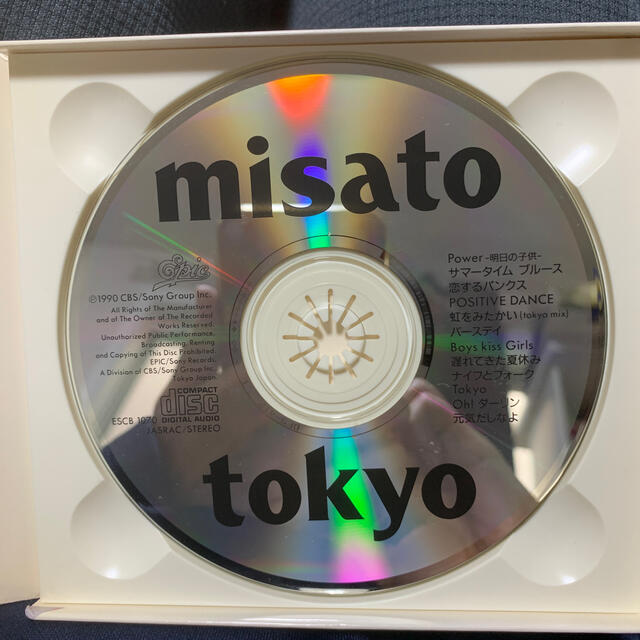 misato
Epic
Ⓟ1990 CBS/Sony Group Inc.
All Rights of The Manufacturer
and of The Owner of The Recorded
Works Reserved.
Unauthorized Public Performance,
Broadcasting, Renting
and Copying of This Disc Prohibited.
EPIC/Sony Records.
A Division of CBS/Sony Group Inc.
Tokyo Japan.
COMPACT
disc
DIGITAL AUDIO
ESCB 1070
JASRAC/STEREO
Power -明日の子供-
サマータイム ブルース
恋するパンクス
POSITIVE DANCE
虹をみたかい(tokyo mix)
バースデイ
Boys kiss Girls
遅れてきた夏休み
ナイフとフォーク
Tokyo
Oh! ダーリン
元気だしなよ
tokyo